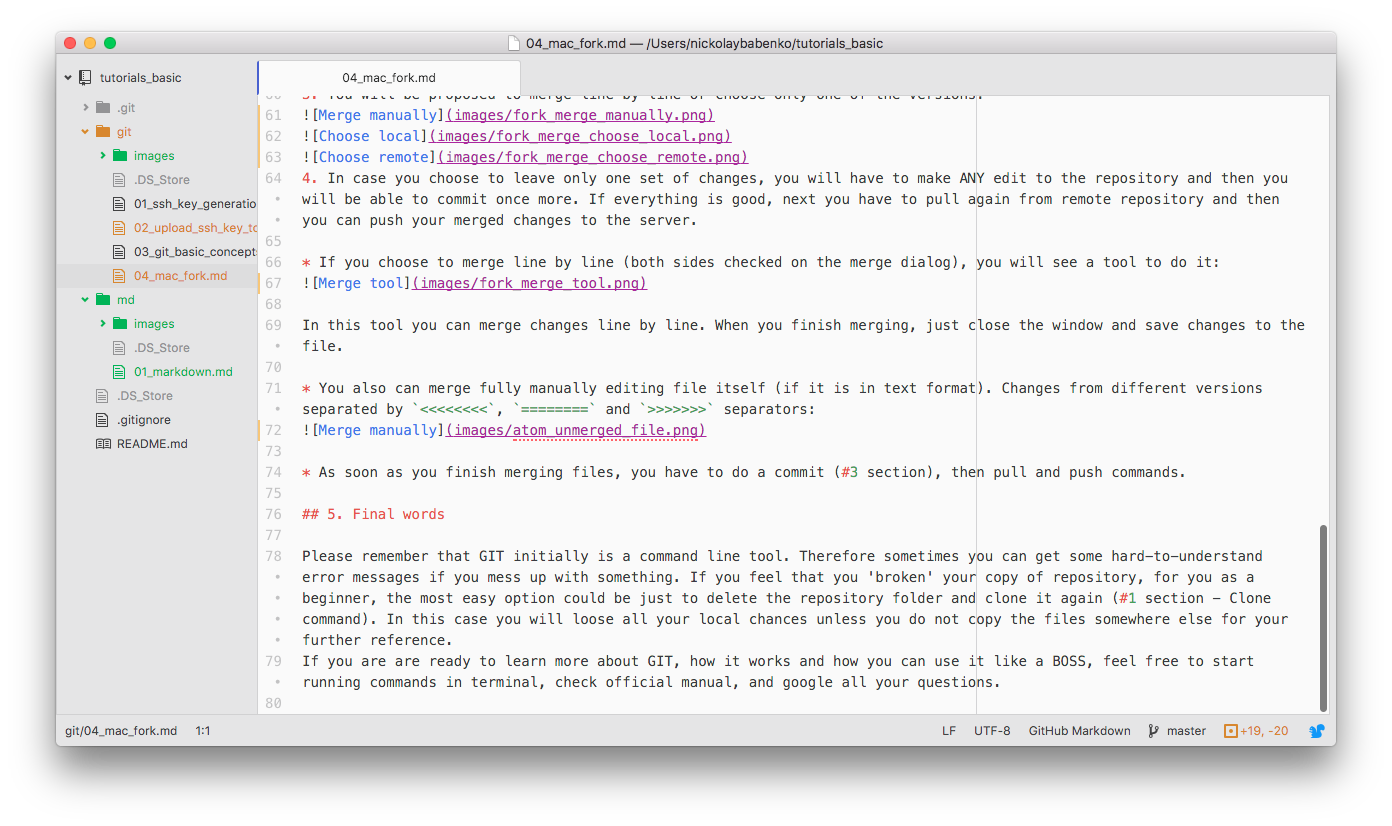 04_mac_fork.md — /Users/nickolaybabenko/tutorials_basic
tutorials_basic
.git
git
images
.DS_Store
01_ssh_key_generatio
02_upload_ssh_key_to
03_git_basic_concept
04_mac_fork.md
md
images
.DS_Store
01_markdown.md
.DS_Store
.gitignore
README.md
04_mac_fork.md
60 3. You will be proposed to merge line by line or choose only one of the versions.
61 ![Merge manually](images/fork_merge_manually.png)
62 ![Choose local](images/fork_merge_choose_local.png)
63 ![Choose remote](images/fork_merge_choose_remote.png)
64 4. In case you choose to leave only one set of changes, you will have to make ANY edit to the repository and then you
• will be able to commit once more. If everything is good, next you have to pull again from remote repository and then
• you can push your merged changes to the server.
65
66 * If you choose to merge line by line (both sides checked on the merge dialog), you will see a tool to do it:
67 ![Merge tool](images/fork_merge_tool.png)
68
69 In this tool you can merge changes line by line. When you finish merging, just close the window and save changes to the
• file.
70
71 * You also can merge fully manually editing file itself (if it is in text format). Changes from different versions
• separated by `<<<<<<<<`, `========` and `>>>>>>>` separators:
72 ![Merge manually](images/atom_unmerged_file.png)
73
74 * As soon as you finish merging files, you have to do a commit (#3 section), then pull and push commands.
75
76 ## 5. Final words
77
78 Please remember that GIT initially is a command line tool. Therefore sometimes you can get some hard-to-understand
• error messages if you mess up with something. If you feel that you 'broken' your copy of repository, for you as a
• beginner, the most easy option could be just to delete the repository folder and clone it again (#1 section - Clone
• command). In this case you will loose all your local chances unless you do not copy the files somewhere else for your
• further reference.
79 If you are are ready to learn more about GIT, how it works and how you can use it like a BOSS, feel free to start
• running commands in terminal, check official manual, and google all your questions.
80
git/04_mac_fork.md 1:1 LF UTF-8 GitHub Markdown master +19, -20